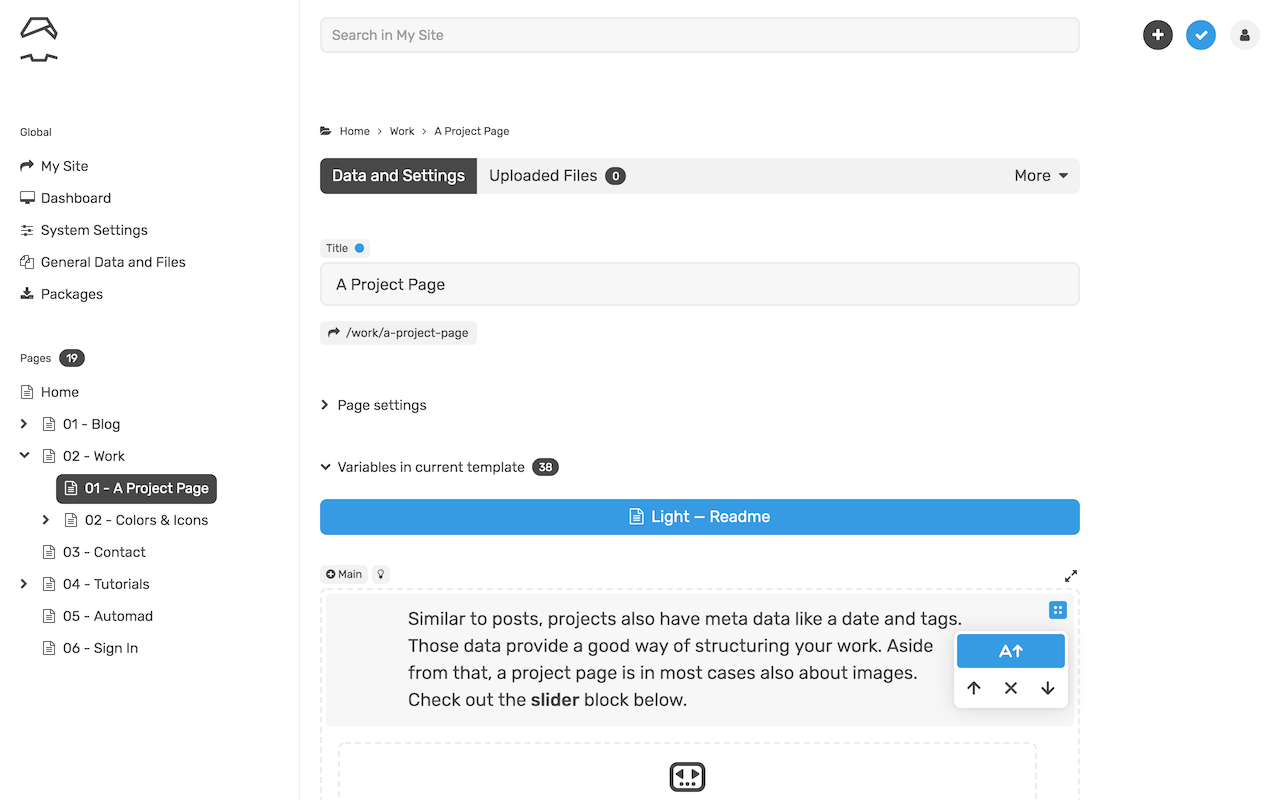 Search in My Site
Global
My Site
Dashboard
System Settings
General Data and Files
Packages
Pages 19
Home
01 - Blog
02 - Work
01 - A Project Page
02 - Colors & Icons
03 - Contact
04 - Tutorials
05 - Automad
06 - Sign In
Home > Work > A Project Page
Data and Settings Uploaded Files 0 More
Title
A Project Page
/work/a-project-page
Page settings
Variables in current template 38
Light — Readme
Main
Similar to posts, projects also have meta data like a date and tags.
Those data provide a good way of structuring your work. Aside
from that, a project page is in most cases also about images.
Check out the slider block below.
A↑